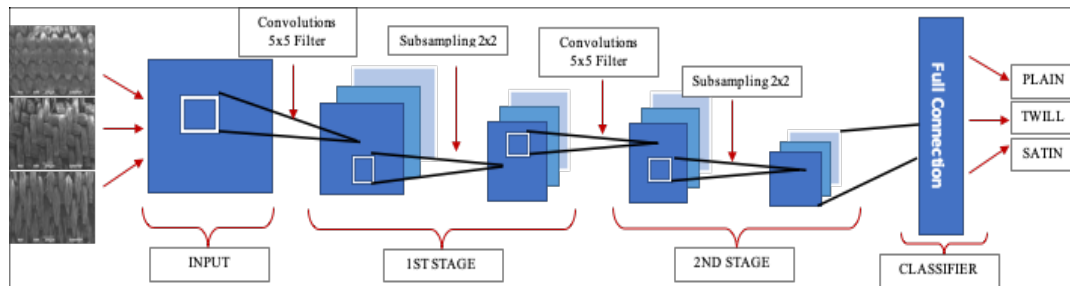 Convolutions
5x5 Filter
Subsampling 2x2
Convolutions
5x5 Filter
Subsampling 2x2
Full Connection
PLAIN
TWILL
SATIN
INPUT
1ST STAGE
2ND STAGE
CLASSIFIER